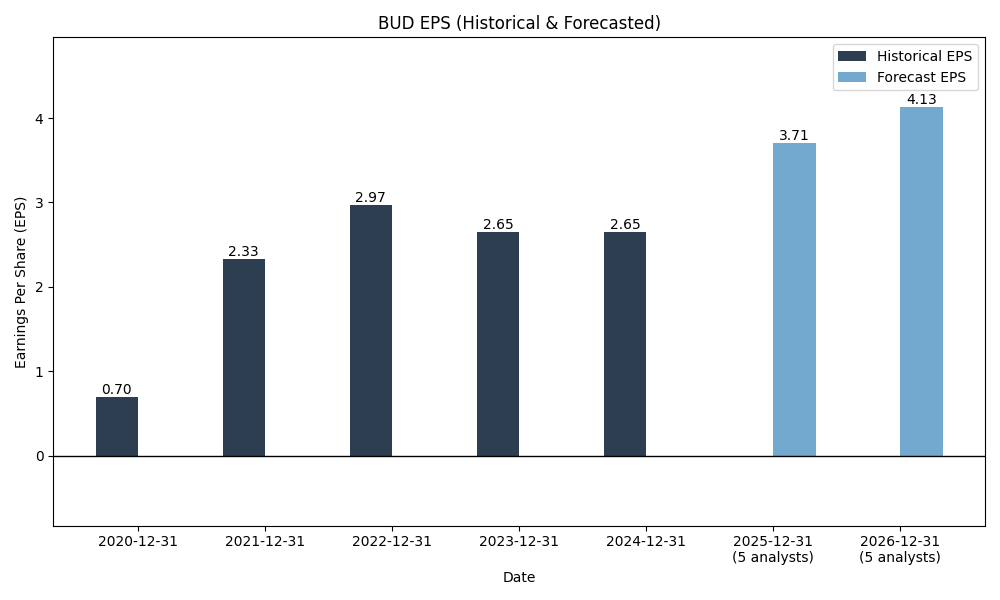 BUD EPS (Historical & Forecasted)
Historical EPS
Forecast EPS
Earnings Per Share (EPS)
4
3
2
1
0
0.70
2.33
2.97
2.65
2.65
3.71
4.13
2020-12-31
2021-12-31
2022-12-31
2023-12-31
2024-12-31
2025-12-31
(5 analysts)
2026-12-31
(5 analysts)
Date